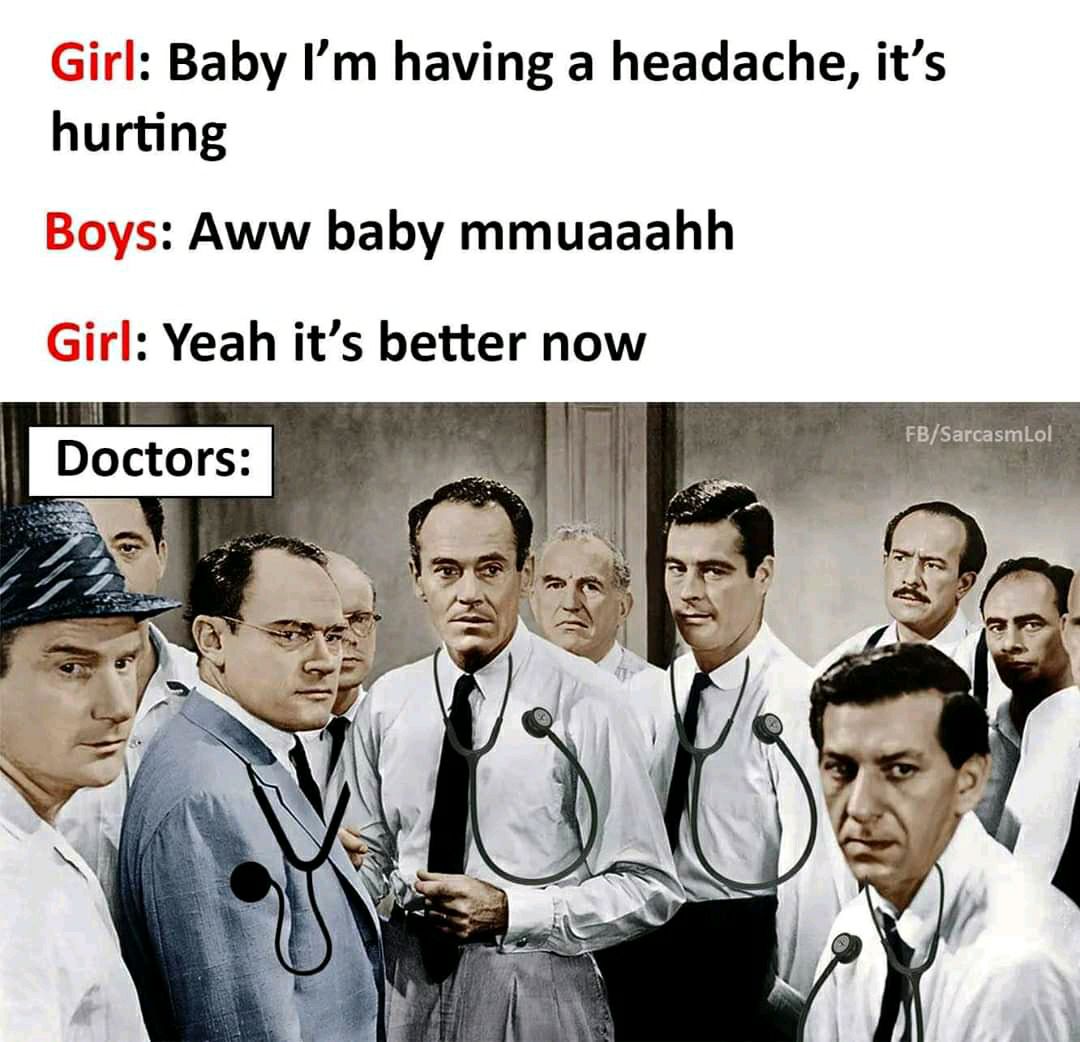 Girl: Baby I’m having a headache, it’s
hurting
Boys: Aww baby mmuaaahh
Girl: Yeah it’s better now
Doctors:
FB/SarcasmLol